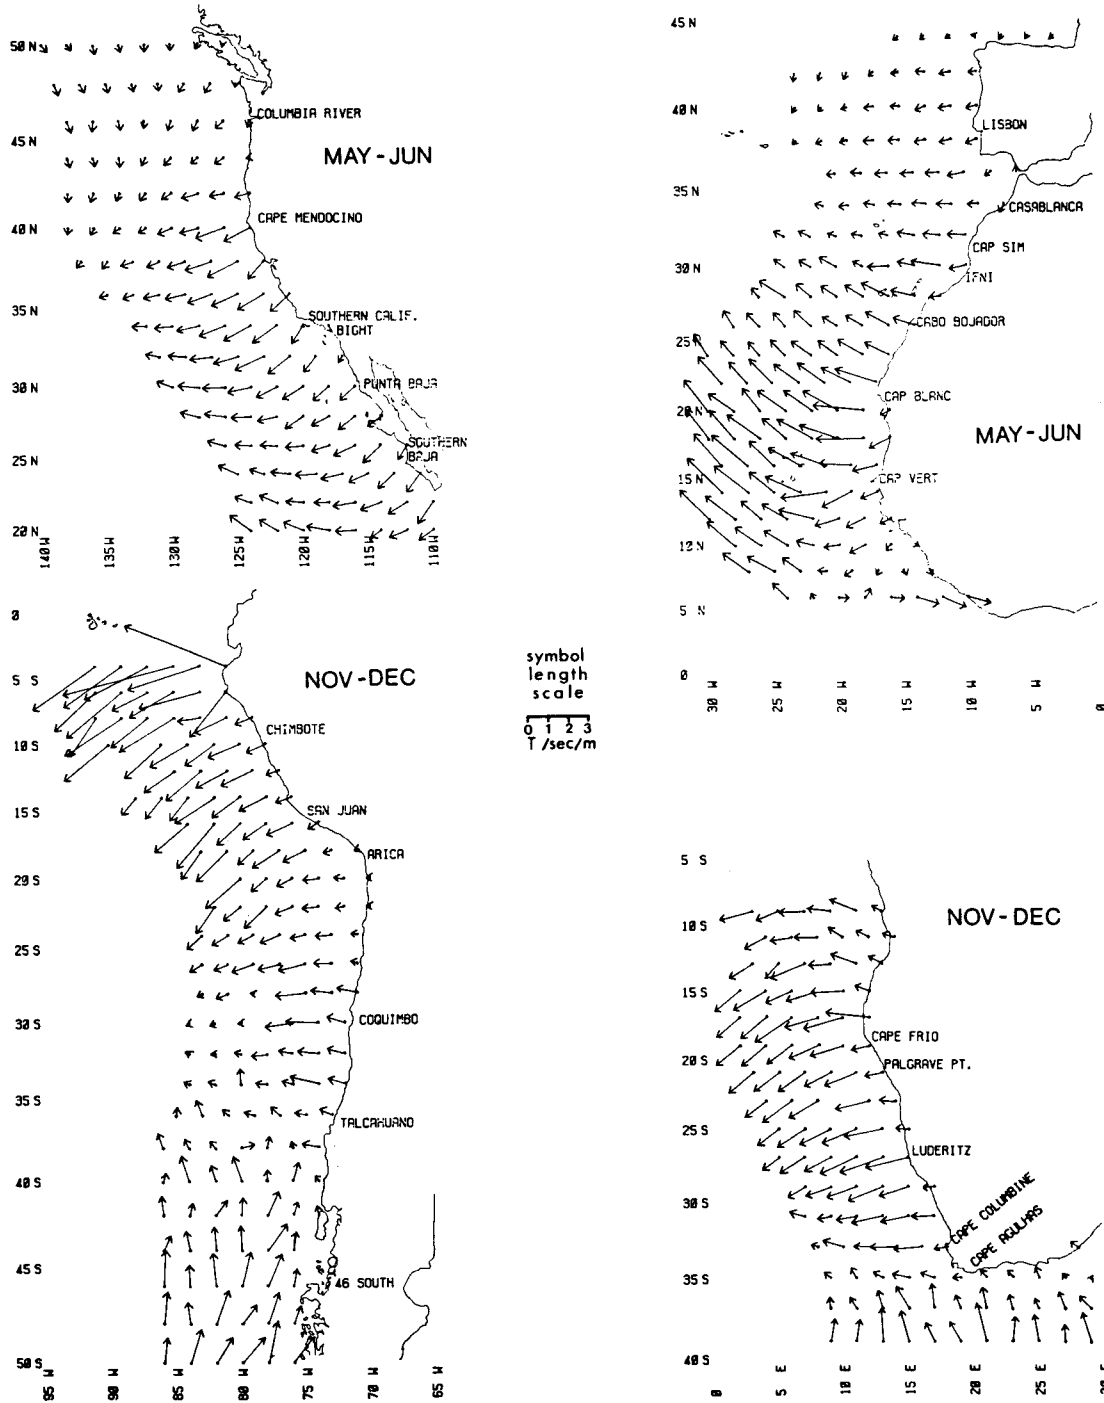 50 N
45 N
40 N
35 N
30 N
25 N
20 N
140 W
135 W
130 W
125 W
120 W
115 W
110 W
COLUMBIA RIVER
MAY - JUN
CAPE MENDOCINO
SOUTHERN CALIF.
BIGHT
PUNTA BAJA
SOUTHERN
BAJA
45 N
40 N
35 N
30 N
25 N
20 N
15 N
10 N
5 N
0
30 W
25 W
20 W
15 W
10 W
5 W
0
LISBON
CASABLANCA
CAP SIM
IFNI
CABO BOJADOR
CAP BLANC
MAY - JUN
CAP VERT
0
5 S
10 S
15 S
20 S
25 S
30 S
35 S
40 S
45 S
50 S
95 W
90 W
85 W
80 W
75 W
70 W
65 W
NOV - DEC
CHIMBOTE
SAN JUAN
ARICA
COQUIMBO
TALCAHUANO
46 SOUTH
symbol
length
scale
0 1 2 3
T /sec/m
5 S
10 S
15 S
20 S
25 S
30 S
35 S
40 S
0
5 E
10 E
15 E
20 E
25 E
30 E
NOV - DEC
CAPE FRIO
PALGRAVE PT.
LUDERITZ
CAPE COLUMBINE
CAPE AGULHAS